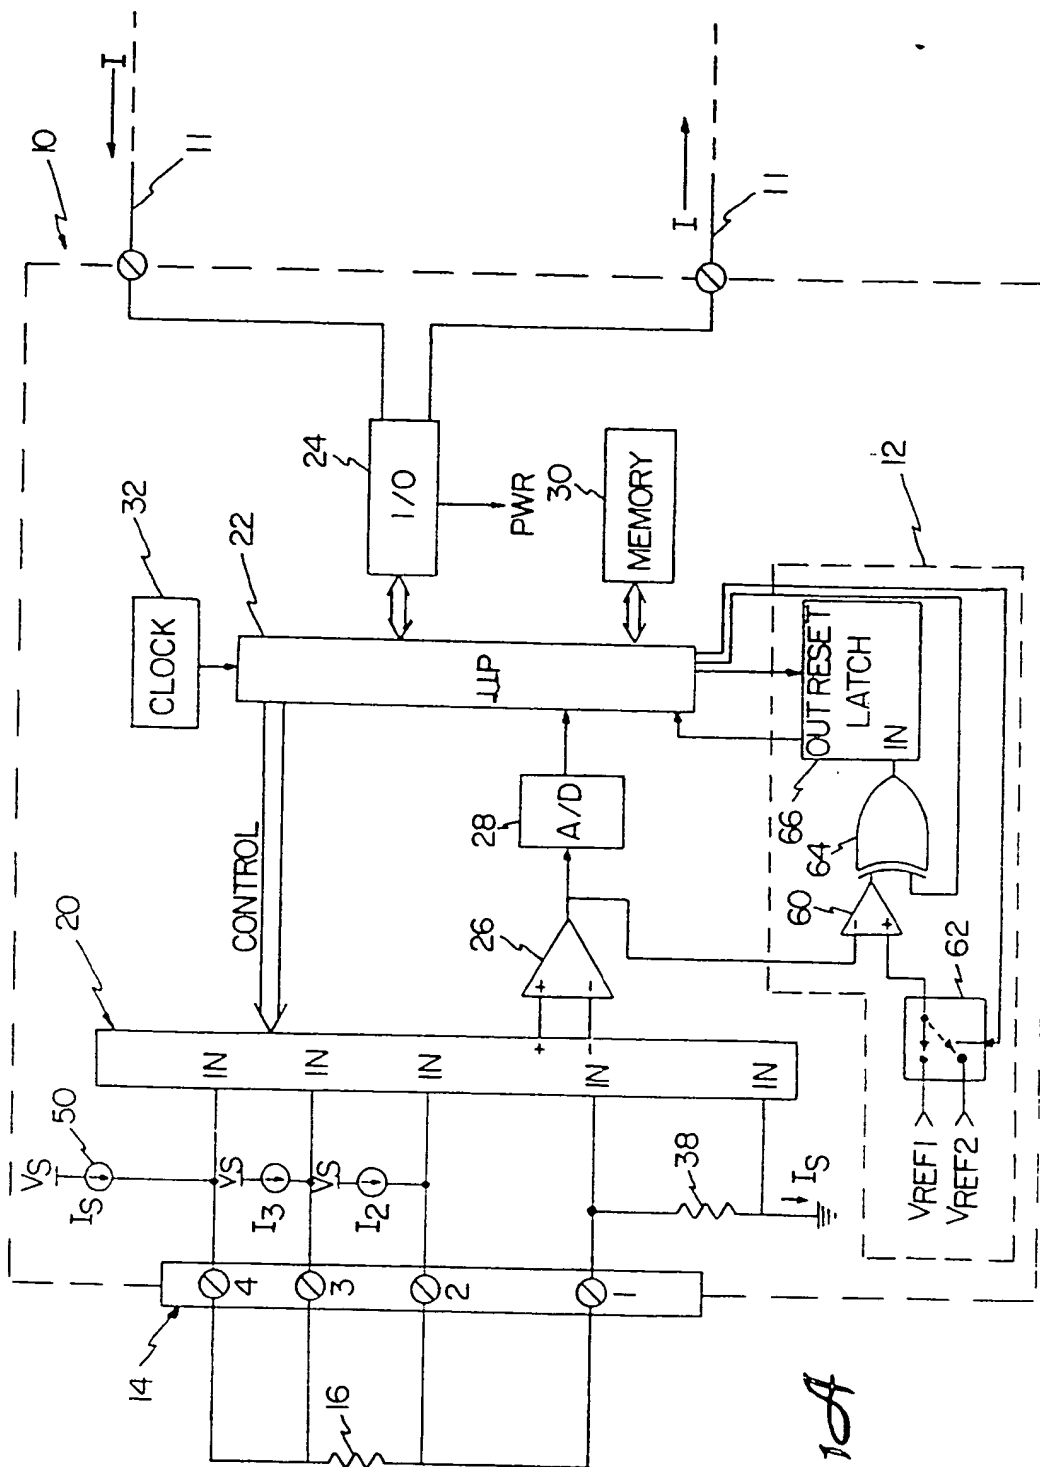 10
I
11
I
11
32
CLOCK
22
24
I/O
PWR
30
MEMORY
µP
CONTROL
20
50
VS
IS
VS
I3
VS
I2
IN
IN
IN
IN
IN
+
-
+
-
26
28
A/D
12
OUT RESET
LATCH
IN
66
64
60
-
+
62
VREF1
VREF2
38
IS
14
4
3
2
1
16